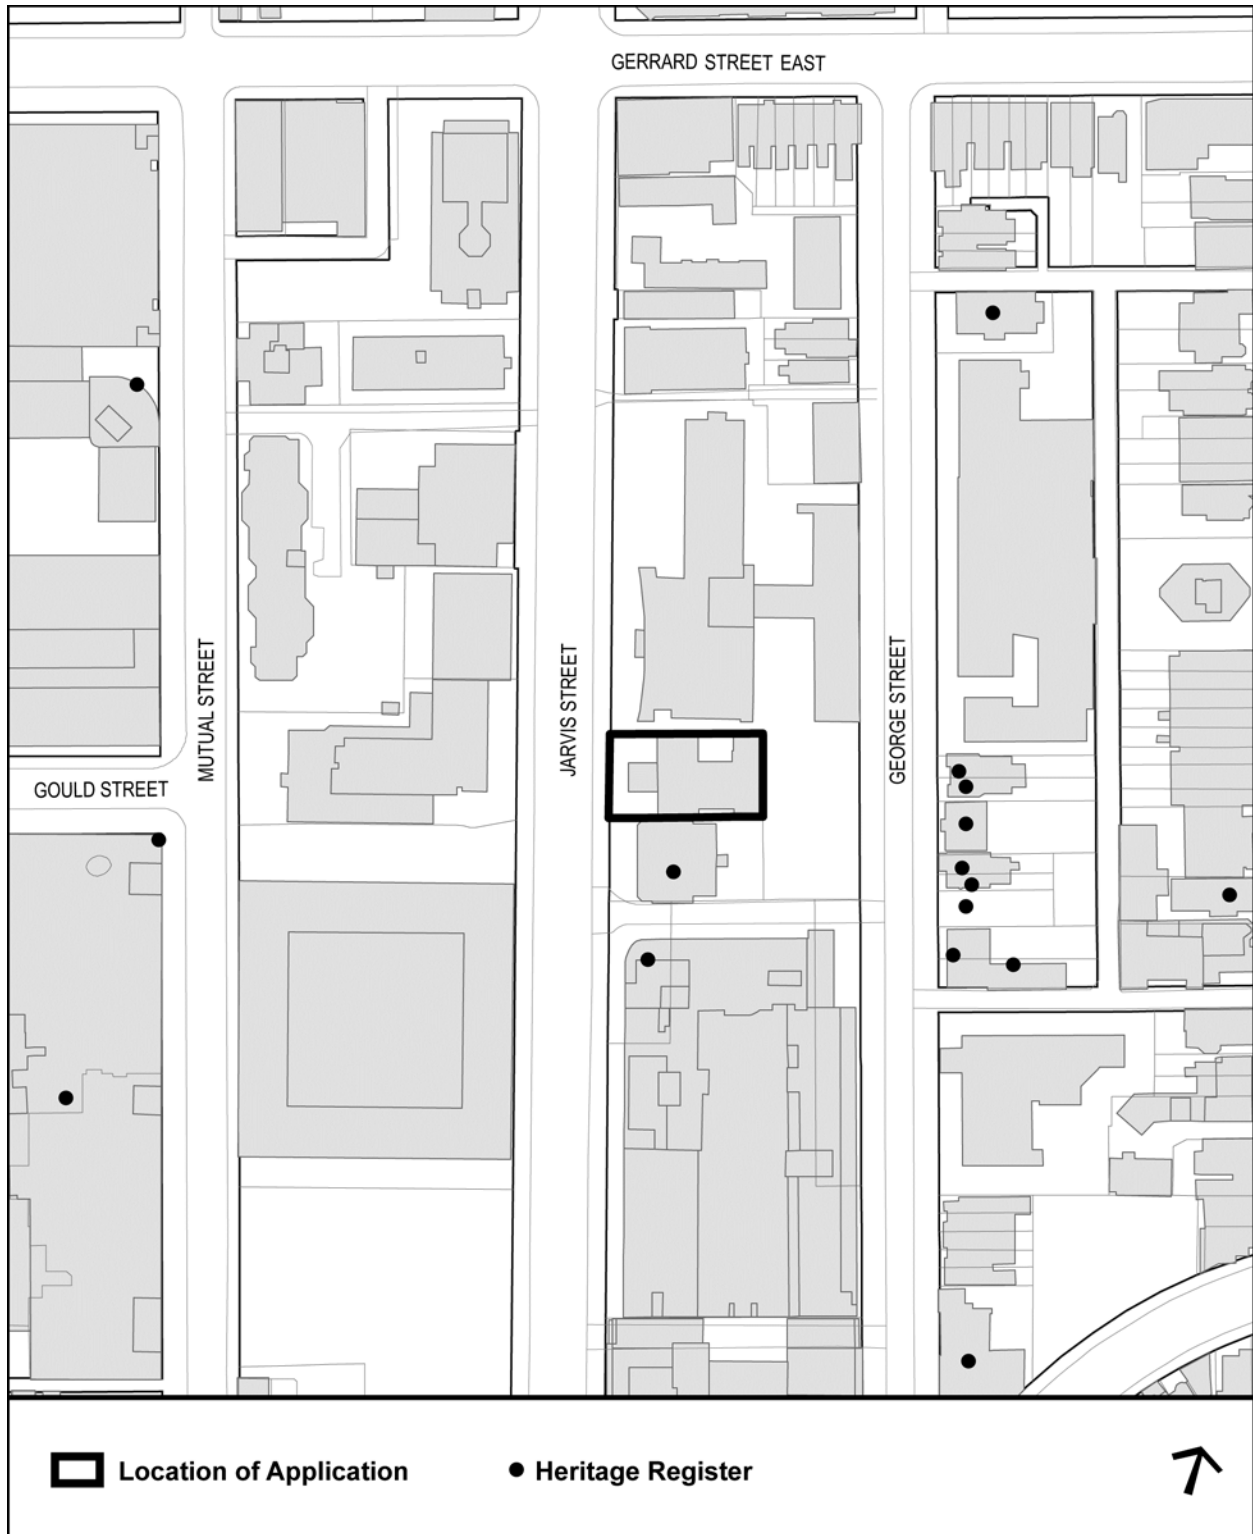 GERRARD STREET EAST
MUTUAL STREET
JARVIS STREET
GEORGE STREET
GOULD STREET
Location of Application
Heritage Register